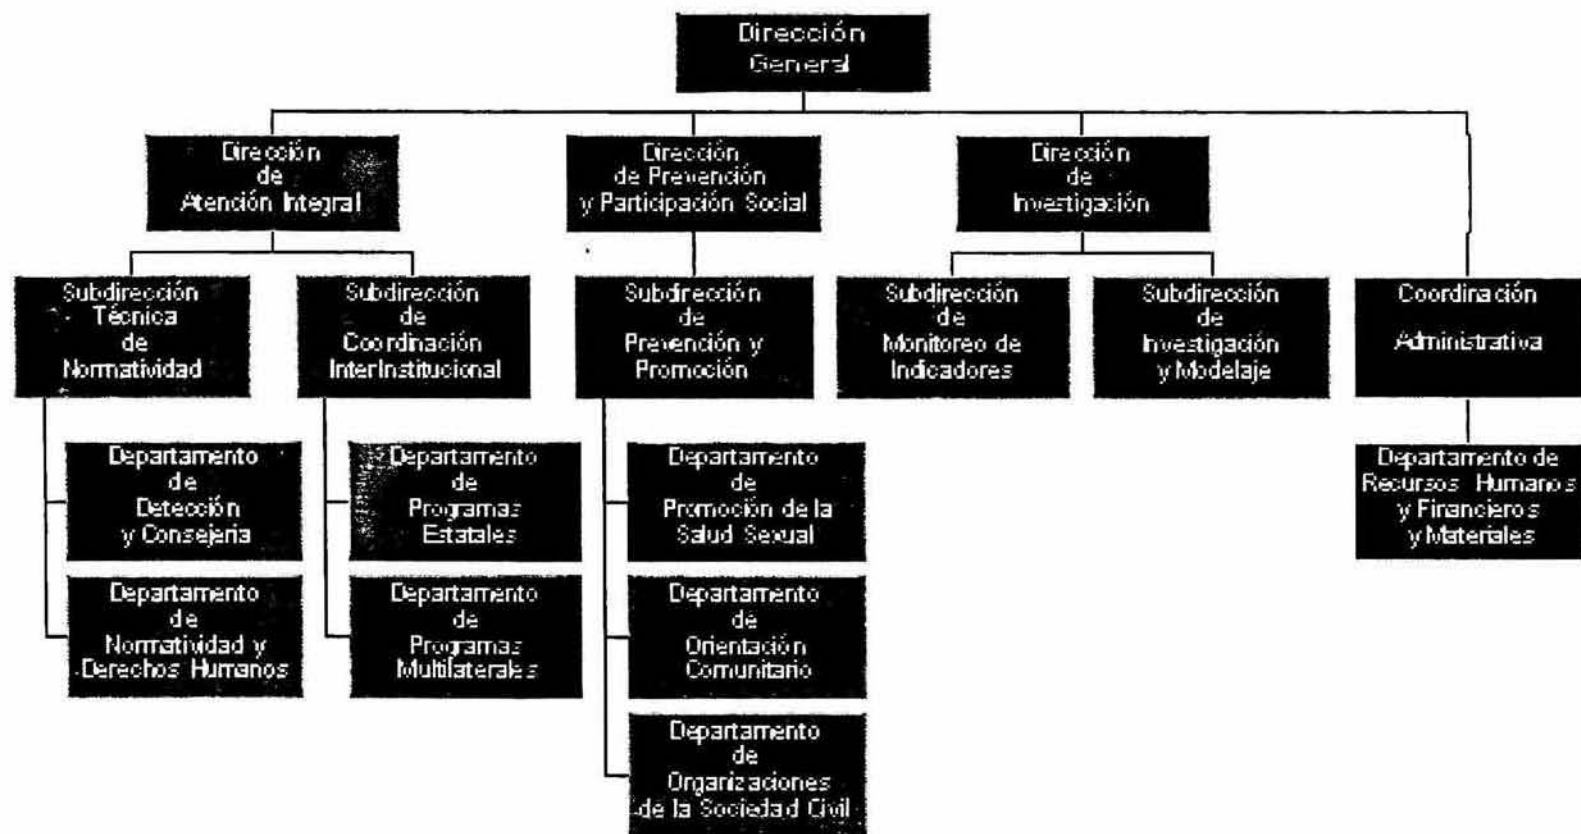 Dirección
General
Dirección
de
Atención Integral
Dirección
de Prevención
y Participación Social
Dirección
de
Investigación
Subdirección
Técnica
de
Normatividad
Subdirección
de
Coordinación
InterInstitucional
Subdirección
de
Prevención y
Promoción
Subdirección
de
Monitoreo de
Indicadores
Subdirección
de
Investigación
y Modelaje
Coordinación
Administrativa
Departamento
de
Detección
y Consejeria
Departamento
de
Programas
Estatales
Departamento
de
Promoción de la
Salud Sexual
Departamento de
Recursos Humanos
y Financieros
y Materiales
Departamento
de
Normatividad y
Derechos Humanos
Departamento
de
Programas
Multilaterales
Departamento
de
Orientación
Comunitario
Departamento
de
Organizaciones
de la Sociedad Civil